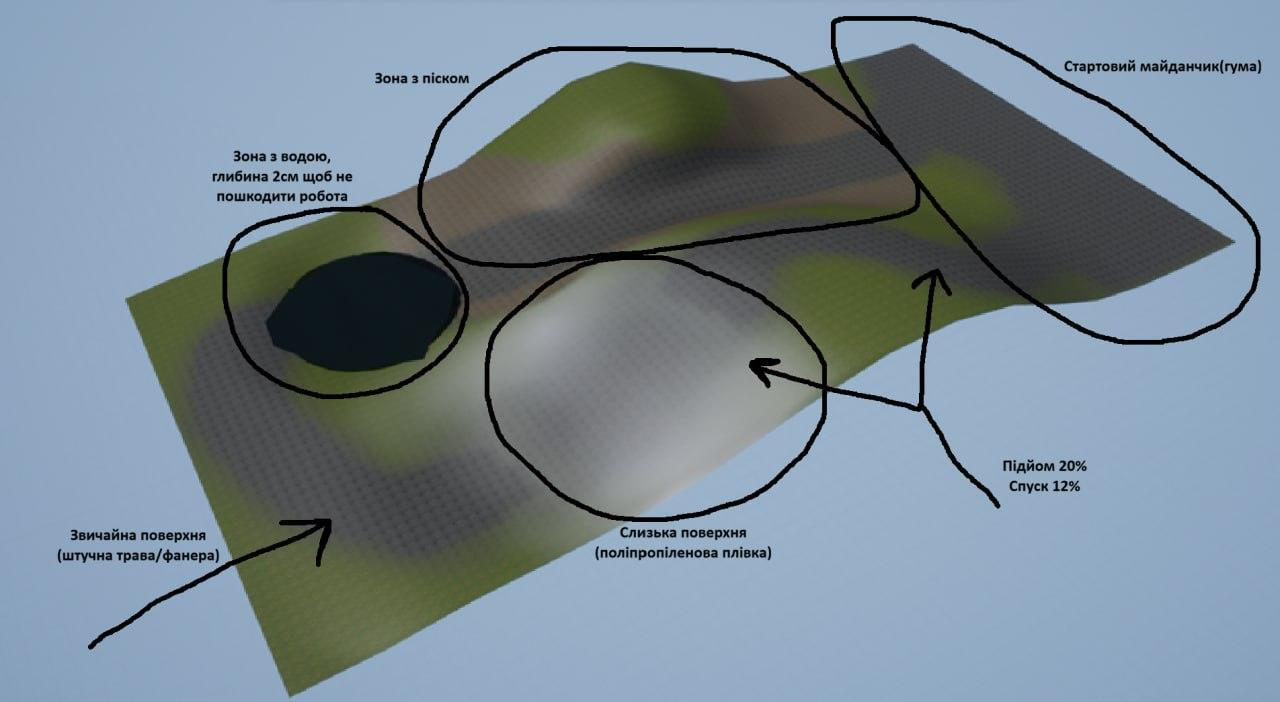 Стартовий майданчик(гума)
Зона з піском
Зона з водою,
глибина 2см щоб не
пошкодити робота
Підйом 20%
Спуск 12%
Звичайна поверхня
(штучна трава/фанера)
Слизька поверхня
(поліпропіленова плівка)